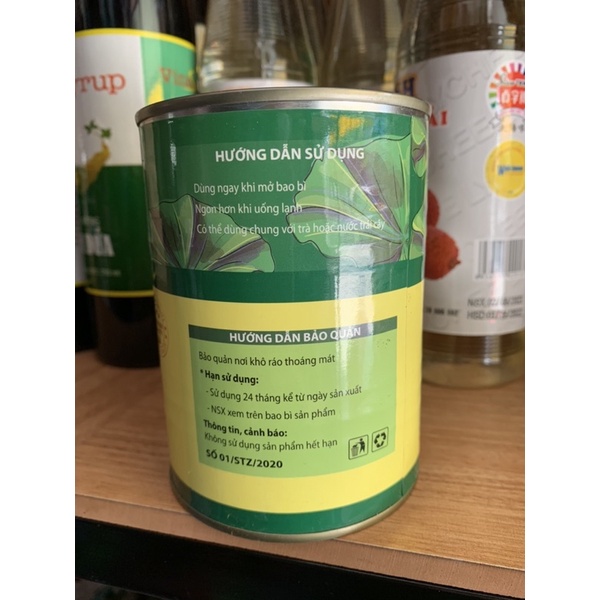 rrup
HƯỚNG DẪN SỬ DỤNG
Dùng ngay khi mở bao bì
Ngon hơn khi uống lạnh
Có thể dùng chung với trà hoặc nước trái cây
HƯỚNG DẪN BẢO QUẢN
Bảo quản nơi khô ráo thoáng mát
* Hạn sử dụng:
- Sử dụng 24 tháng kể từ ngày sản xuất
- NSX xem trên bao bì sản phẩm
Thông tin, cảnh báo:
Không sử dụng sản phẩm hết hạn
SỐ 01/STZ/2020